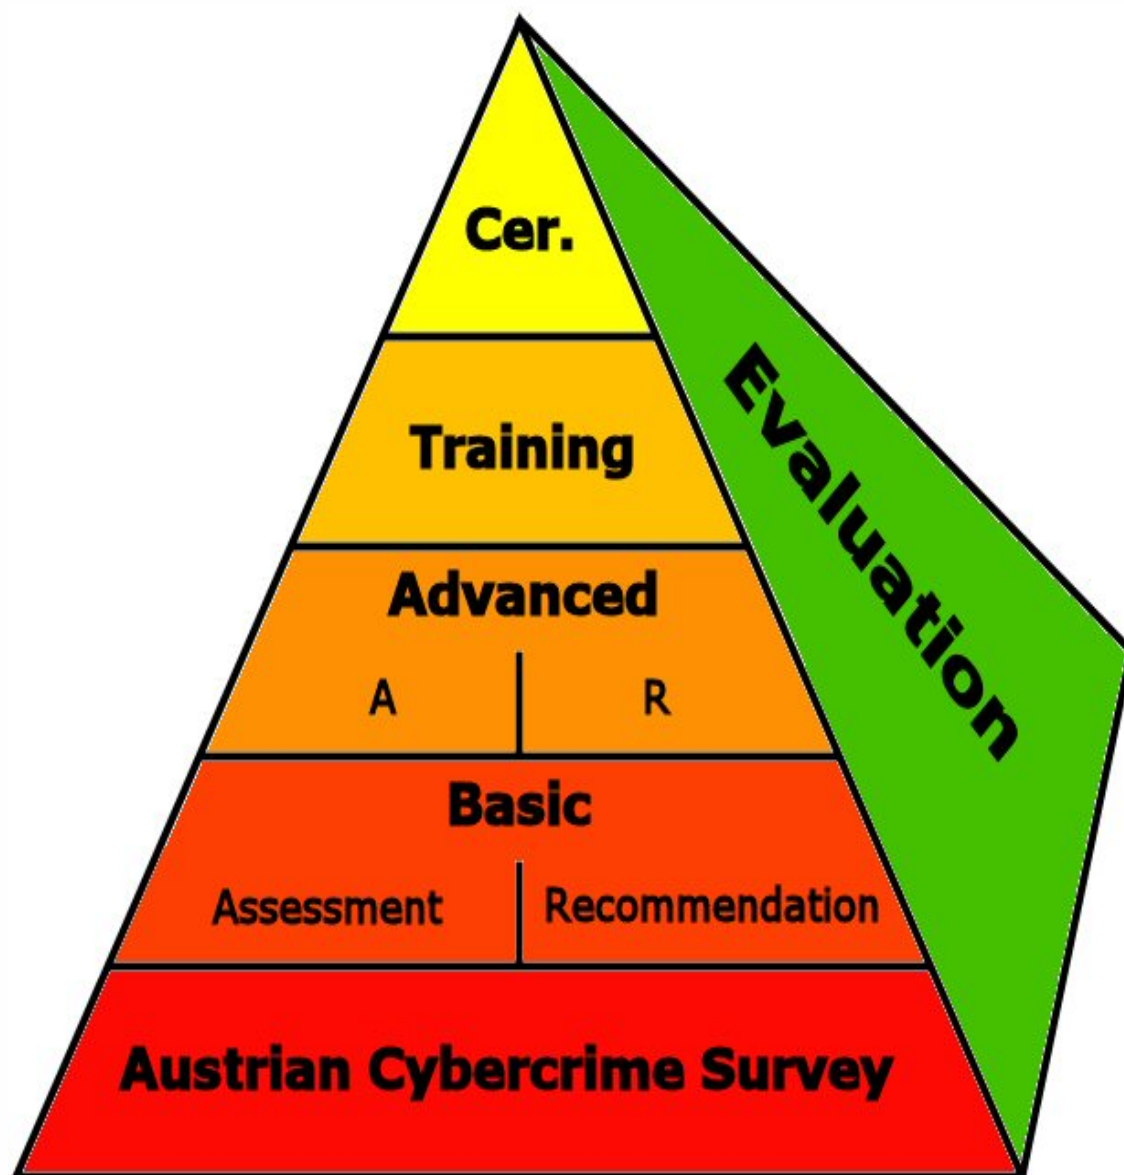 Cer.
Training
Evaluation
Advanced
A
R
Basic
Assessment
Recommendation
Austrian Cybercrime Survey